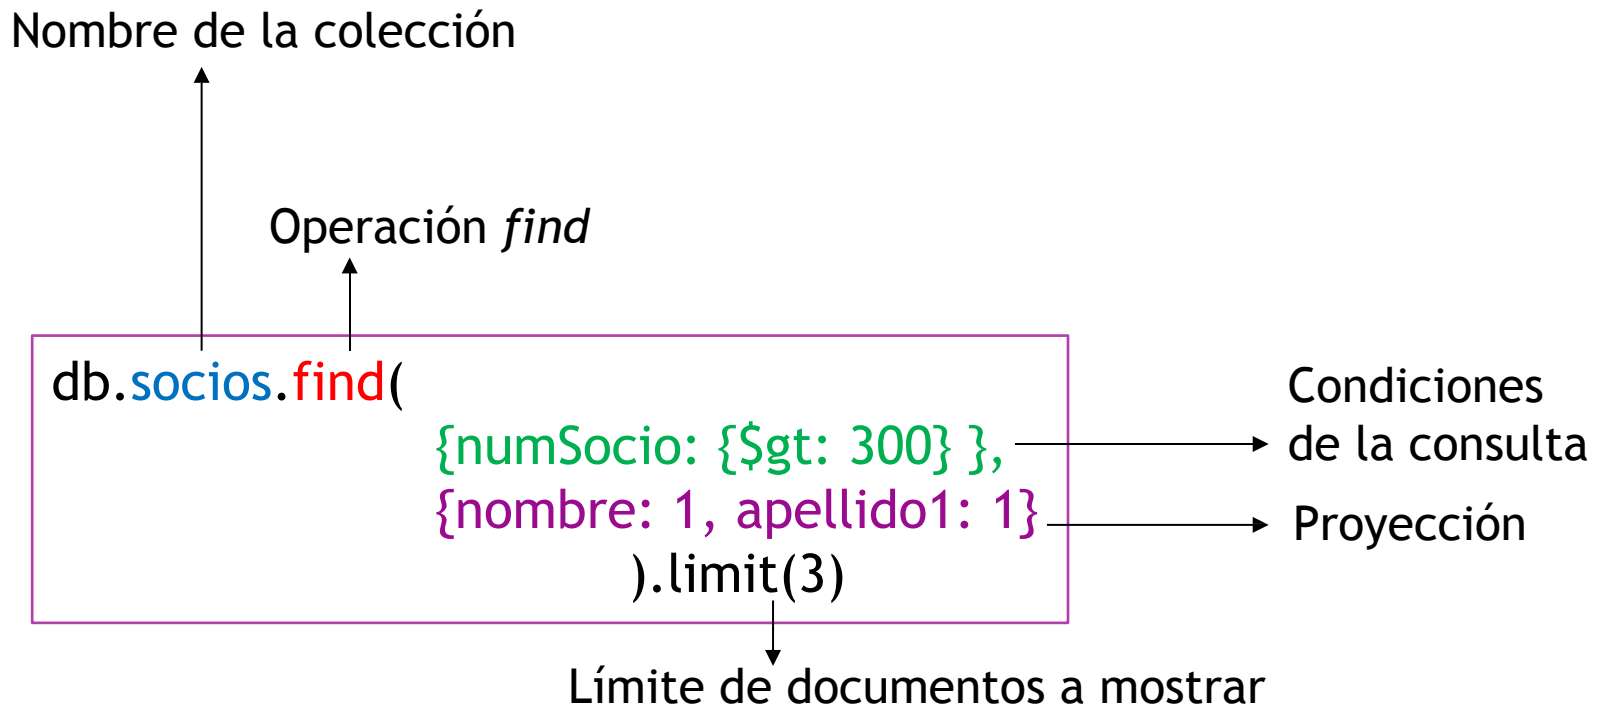 Nombre de la colección
Operación find
db.socios.find(
{numSocio: {$gt: 300} },
{nombre: 1, apellido1: 1}
).limit(3)
Condiciones
de la consulta
Proyección
Límite de documentos a mostrar